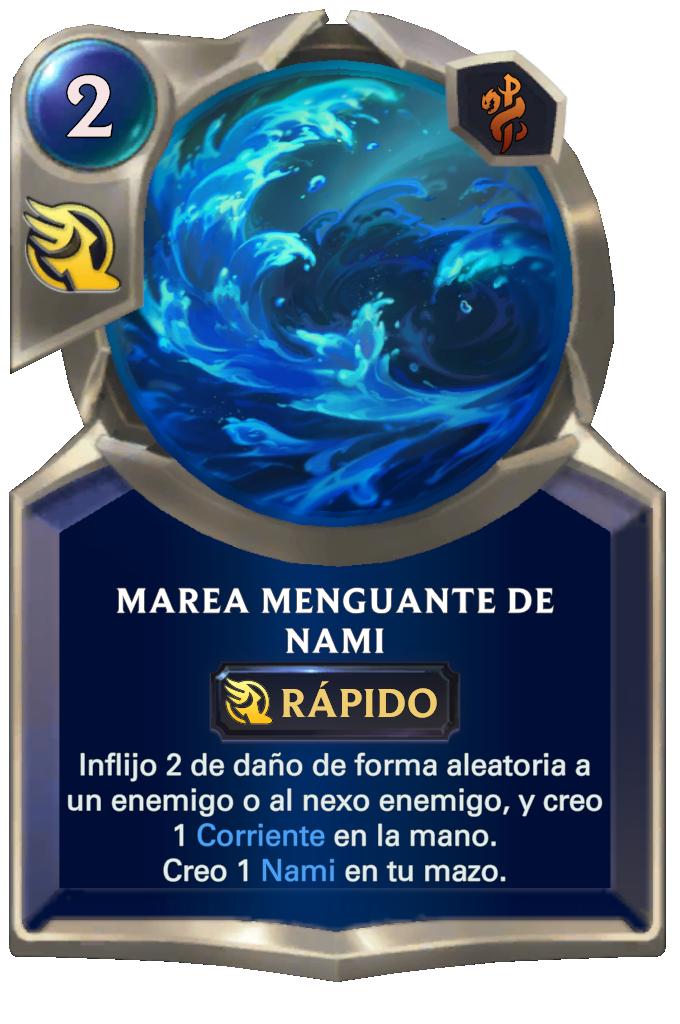 2
MAREA MENGUANTE DE
NAMI
RÁPIDO
Inflijo 2 de daño de forma aleatoria a
un enemigo o al nexo enemigo, y creo
1 Corriente en la mano.
Creo 1 Nami en tu mazo.